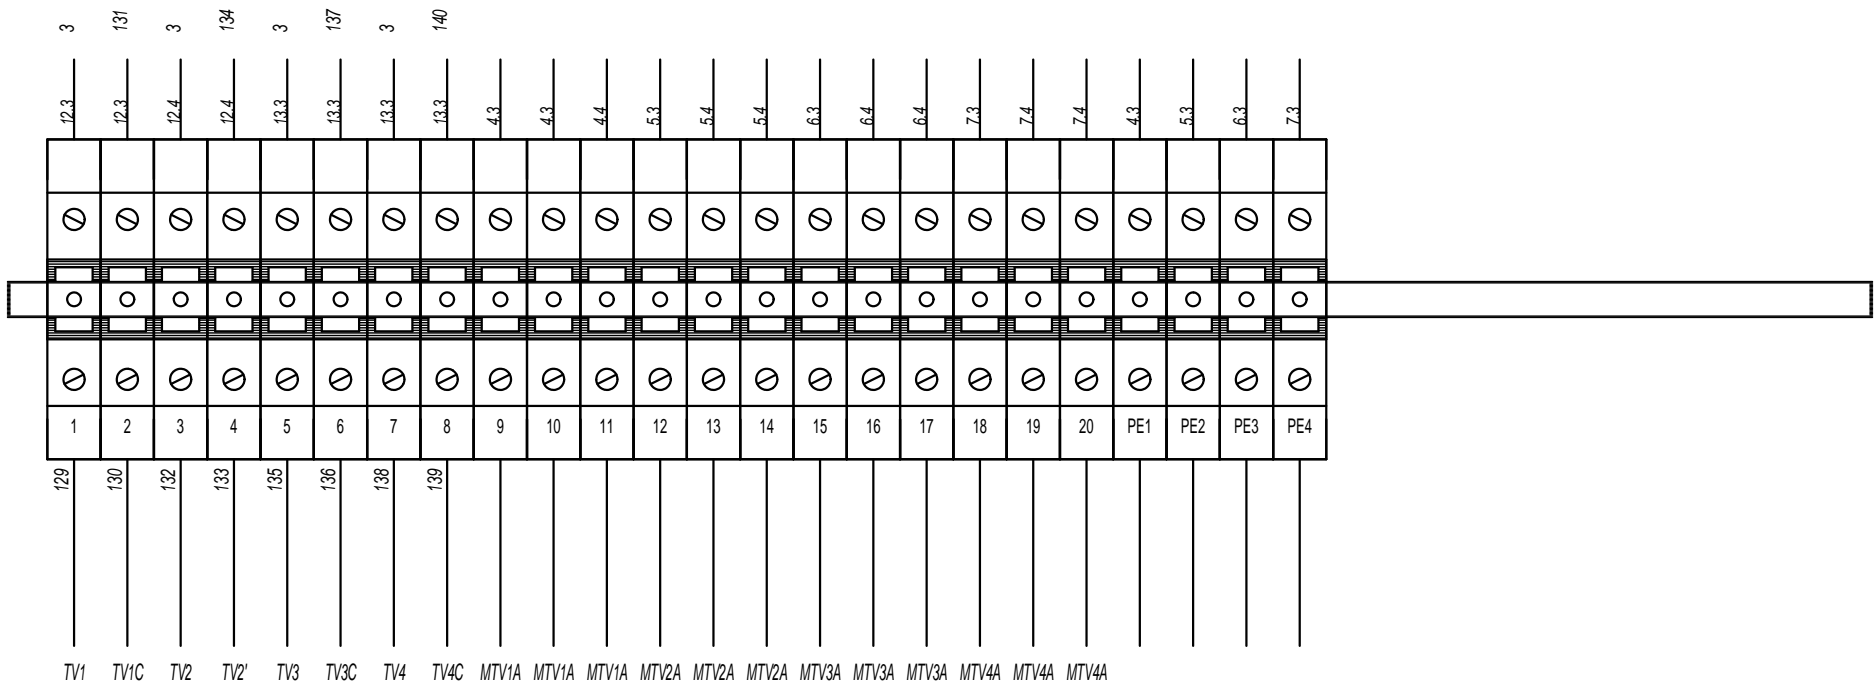 3 131 3 134 3 137 3 140
12.3 12.3 12.4 12.4 13.3 13.3 13.3 13.3 4.3 4.3 4.4 5.3 5.4 5.4 6.3 6.4 6.4 7.3 7.4 7.4 4.3 5.3 6.3 7.3
1 2 3 4 5 6 7 8 9 10 11 12 13 14 15 16 17 18 19 20 PE1 PE2 PE3 PE4
129 130 132 133 135 136 138 139
TV1 TV1C TV2 TV2' TV3 TV3C TV4 TV4C MTV1A MTV1A MTV1A MTV2A MTV2A MTV2A MTV3A MTV3A MTV3A MTV4A MTV4A MTV4A